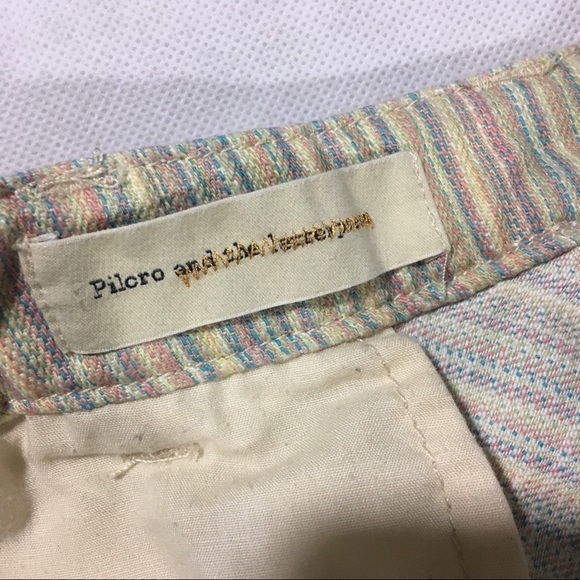 Pilcro and the letterpress